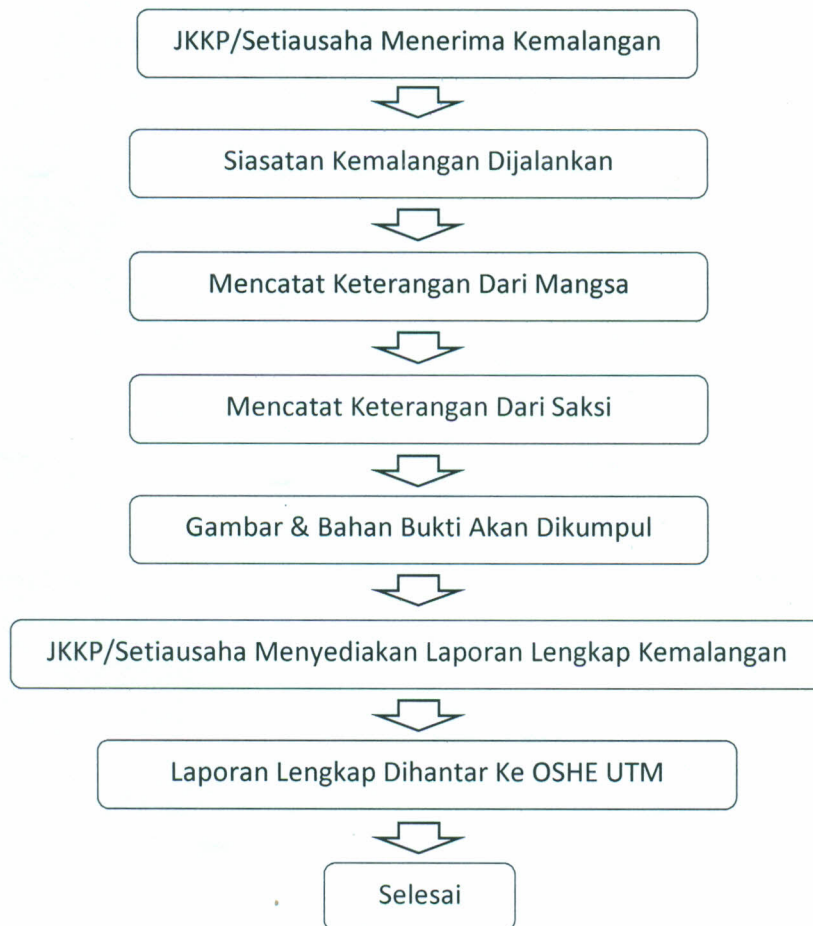 JKKP/Setiausaha Menerima Kemalangan
Siasatan Kemalangan Dijalankan
Mencatat Keterangan Dari Mangsa
Mencatat Keterangan Dari Saksi
Gambar & Bahan Bukti Akan Dikumpul
JKKP/Setiausaha Menyediakan Laporan Lengkap Kemalangan
Laporan Lengkap Dihantar Ke OSHE UTM
Selesai